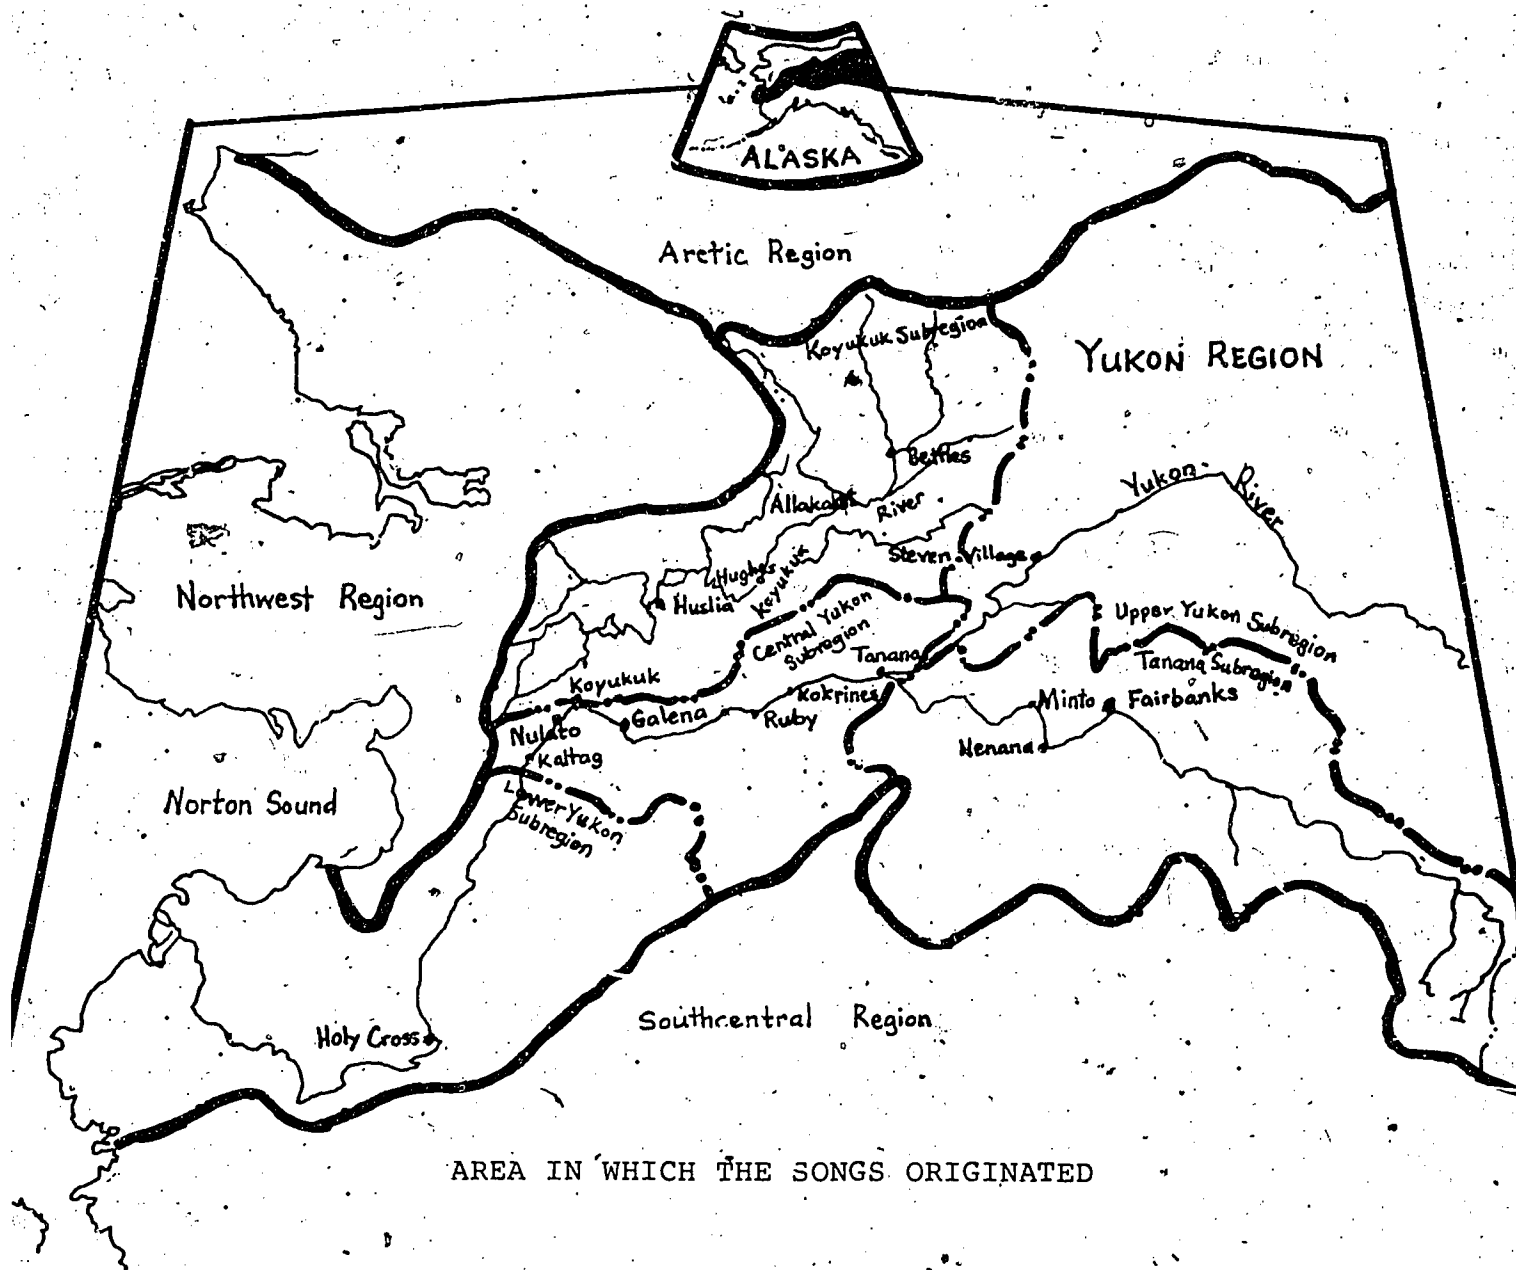 ALASKA
Arctic Region
Koyukuk Subregion
YUKON REGION
Bettles
Yukon River
Allakaket
River
Steven Village
Hughes
Koyukuk
Huslia
Northwest Region
Central Yukon
Subregion
Upper Yukon Subregion
Tanana
Tanana Subregion
Koyukuk
Kokrines
Minto
Fairbanks
Galena
Ruby
Nulato
Nenana
Kaltag
Lower Yukon
Subregion
Norton Sound
Holy Cross
Southcentral Region
AREA IN WHICH THE SONGS ORIGINATED